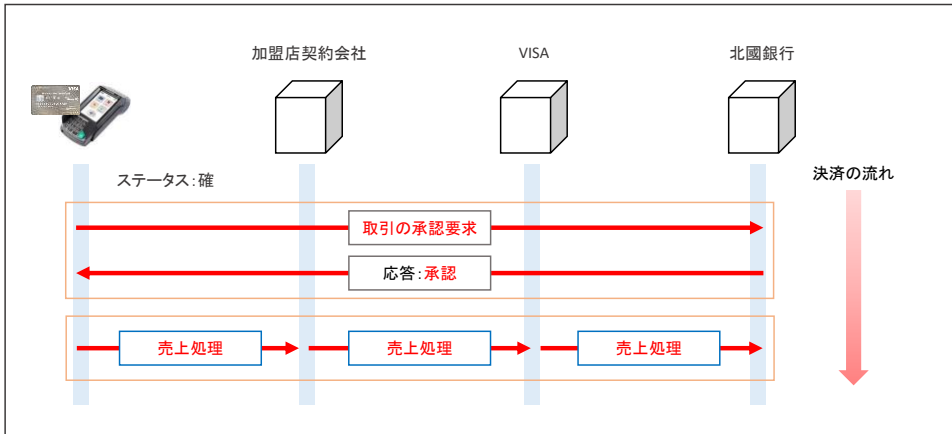 加盟店契約会社
VISA
北國銀行
VISA
ステータス:確
決済の流れ
取引の承認要求
応答:承認
売上処理
売上処理
売上処理